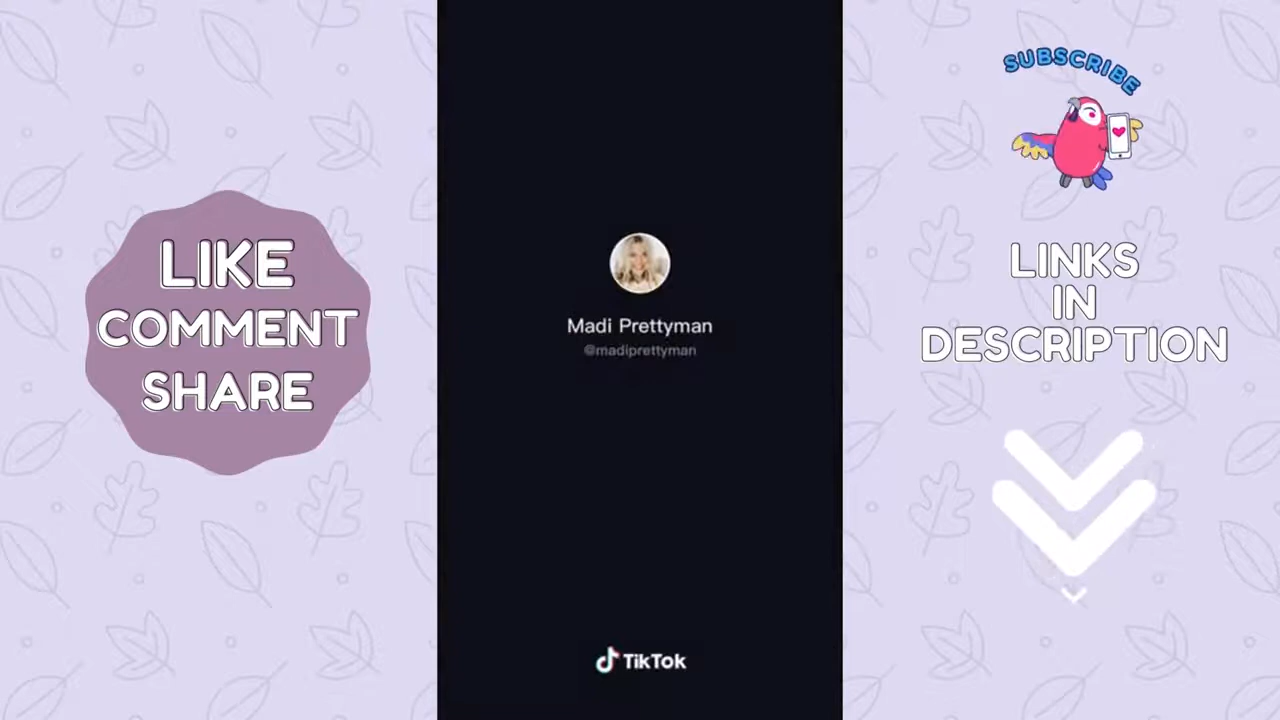 LIKE
COMMENT
SHARE
Madi Prettyman
@madiprettyman
TikTok
SUBSCRIBE
LINKS
IN
DESCRIPTION